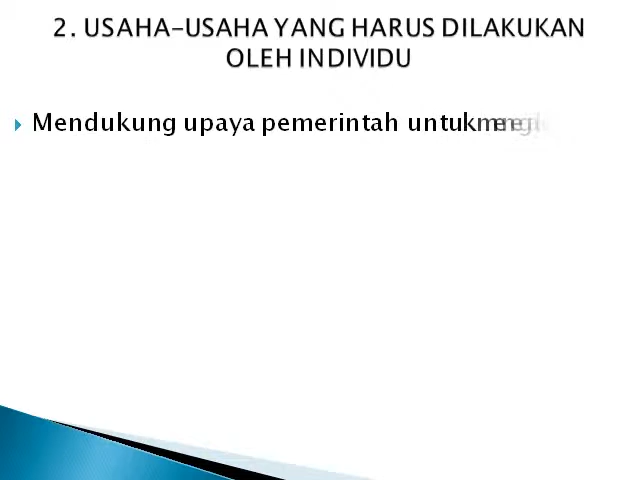 2. USAHA-USAHA YANG HARUS DILAKUKAN
OLEH INDIVIDU
Mendukung upaya pemerintah untuk